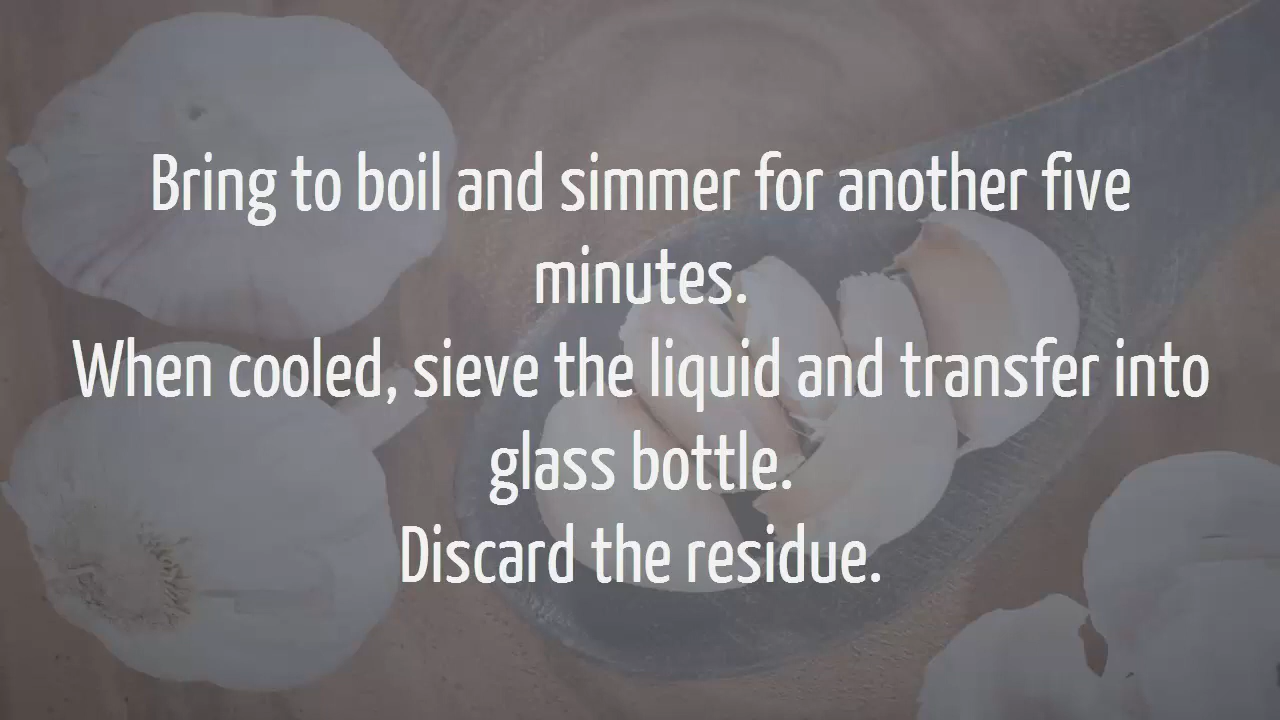 Bring to boil and simmer for another five
minutes.
When cooled, sieve the liquid and transfer into
glass bottle.
Discard the residue.